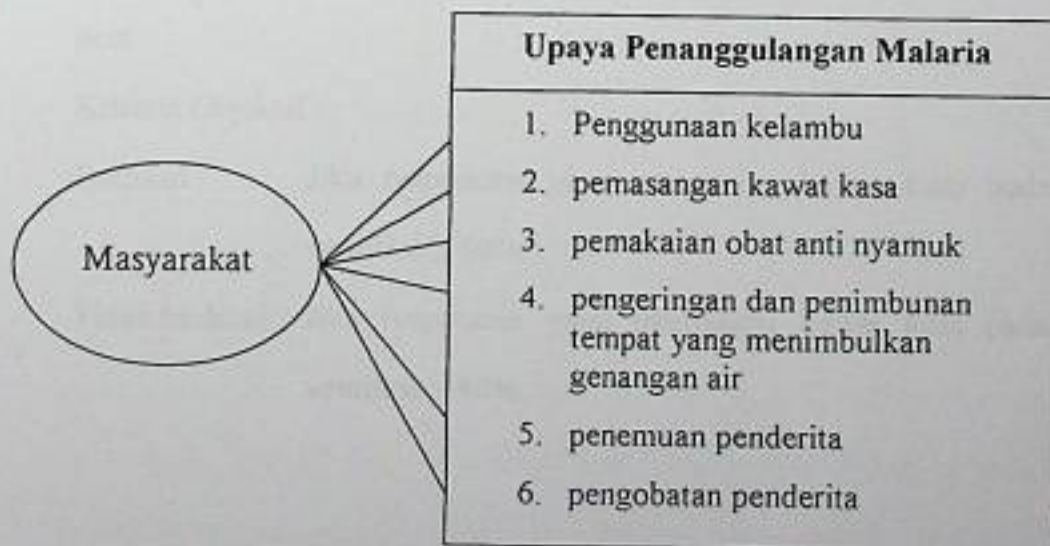 Upaya Penanggulangan Malaria
Masyarakat
1. Penggunaan kelambu
2. pemasangan kawat kasa
3. pemakaian obat anti nyamuk
4. pengeringan dan penimbunan
tempat yang menimbulkan
genangan air
5. penemuan penderita
6. pengobatan penderita